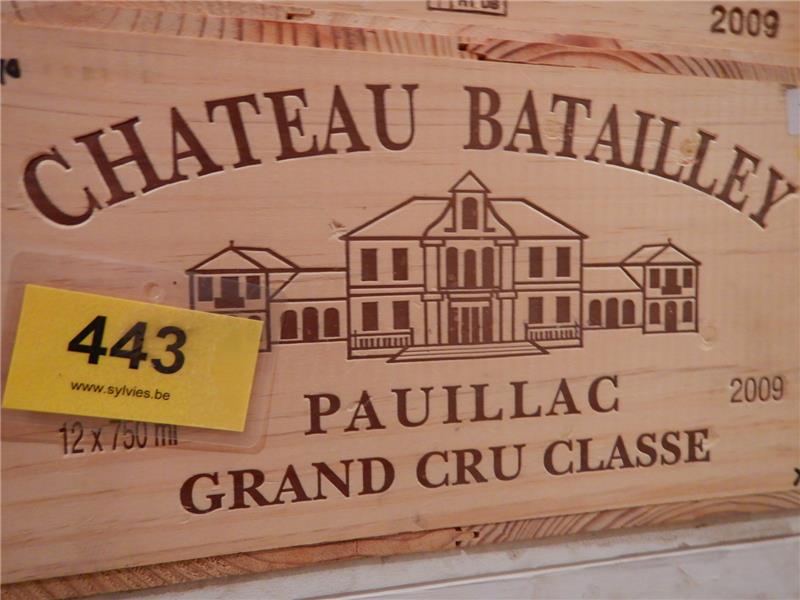 2009
CHATEAU BATAILLEY
443
www.sylvies.be
12 x 750 ml
PAUILLAC
2009
GRAND CRU CLASSE